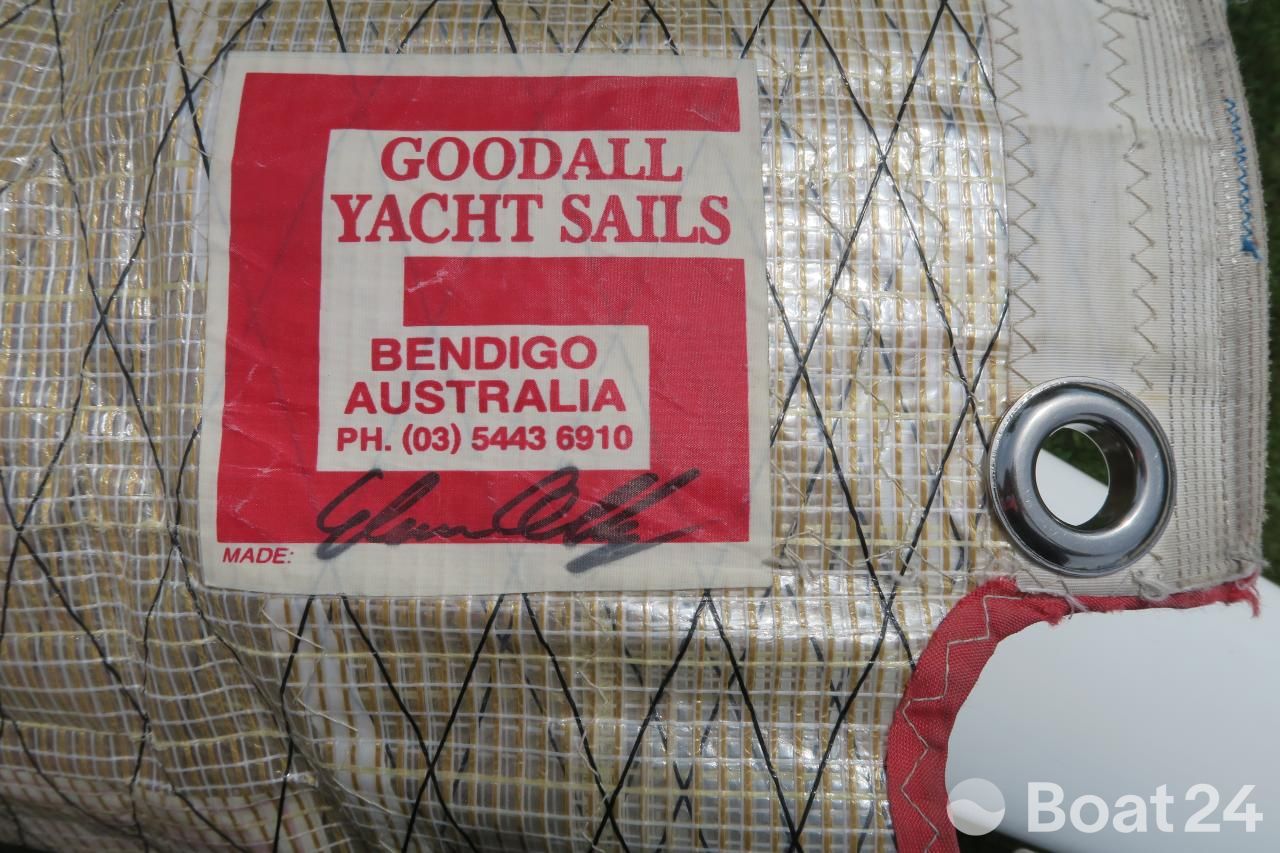 GOODALL
YACHT SAILS
BENDIGO
AUSTRALIA
PH. (03) 5443 6910
MADE:
Boat24